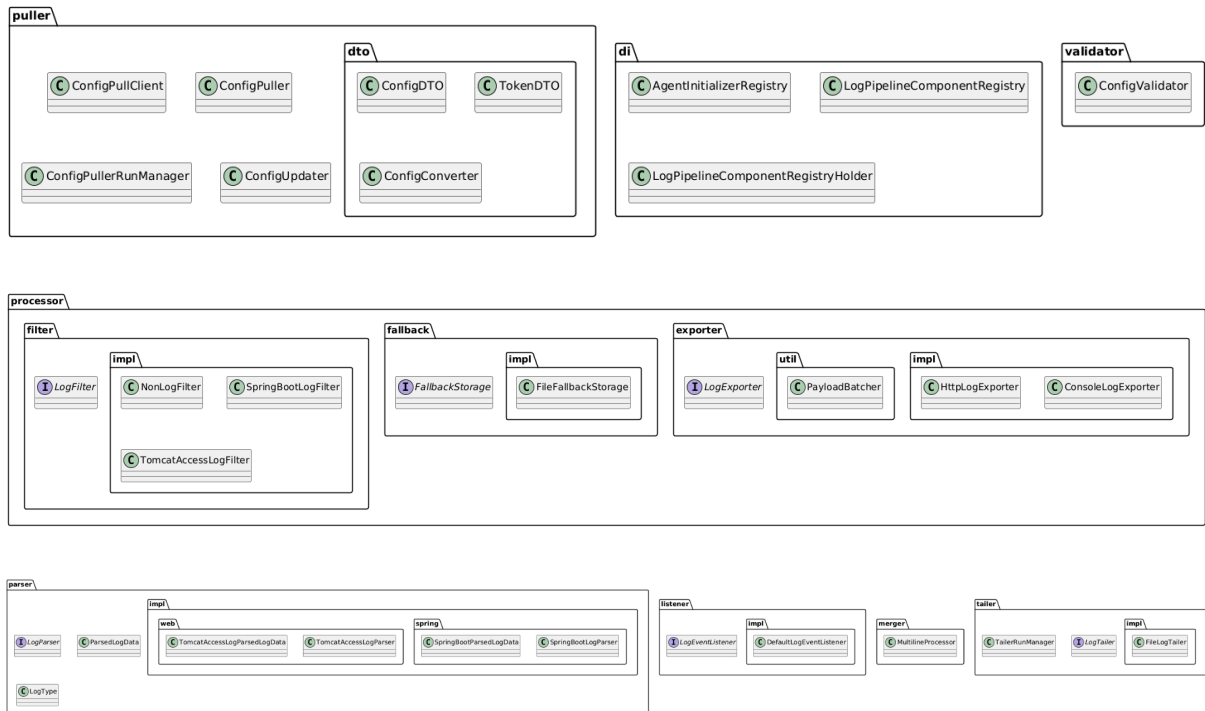 puller
dto
di
validator
C ConfigPullClient
C ConfigPuller
C ConfigDTO
C TokenDTO
C AgentInitializerRegistry
C LogPipelineComponentRegistry
C ConfigValidator
C ConfigPullerRunManager
C ConfigUpdater
C ConfigConverter
C LogPipelineComponentRegistryHolder
processor
filter
fallback
exporter
impl
impl
util
impl
I LogFilter
C NonLogFilter
C SpringBootLogFilter
I FallbackStorage
C FileFallbackStorage
I LogExporter
C PayloadBatcher
C HttpLogExporter
C ConsoleLogExporter
C TomcatAccessLogFilter
parser
impl
listener
tailer
web
spring
impl
merger
impl
I LogParser
C ParsedLogData
C TomcatAccessLogParsedLogData
C TomcatAccessLogParser
C SpringBootParsedLogData
C SpringBootLogParser
I LogEventListener
C DefaultLogEventListener
C MultilineProcessor
C TailerRunManager
I LogTailer
C FileLogTailer
C LogType